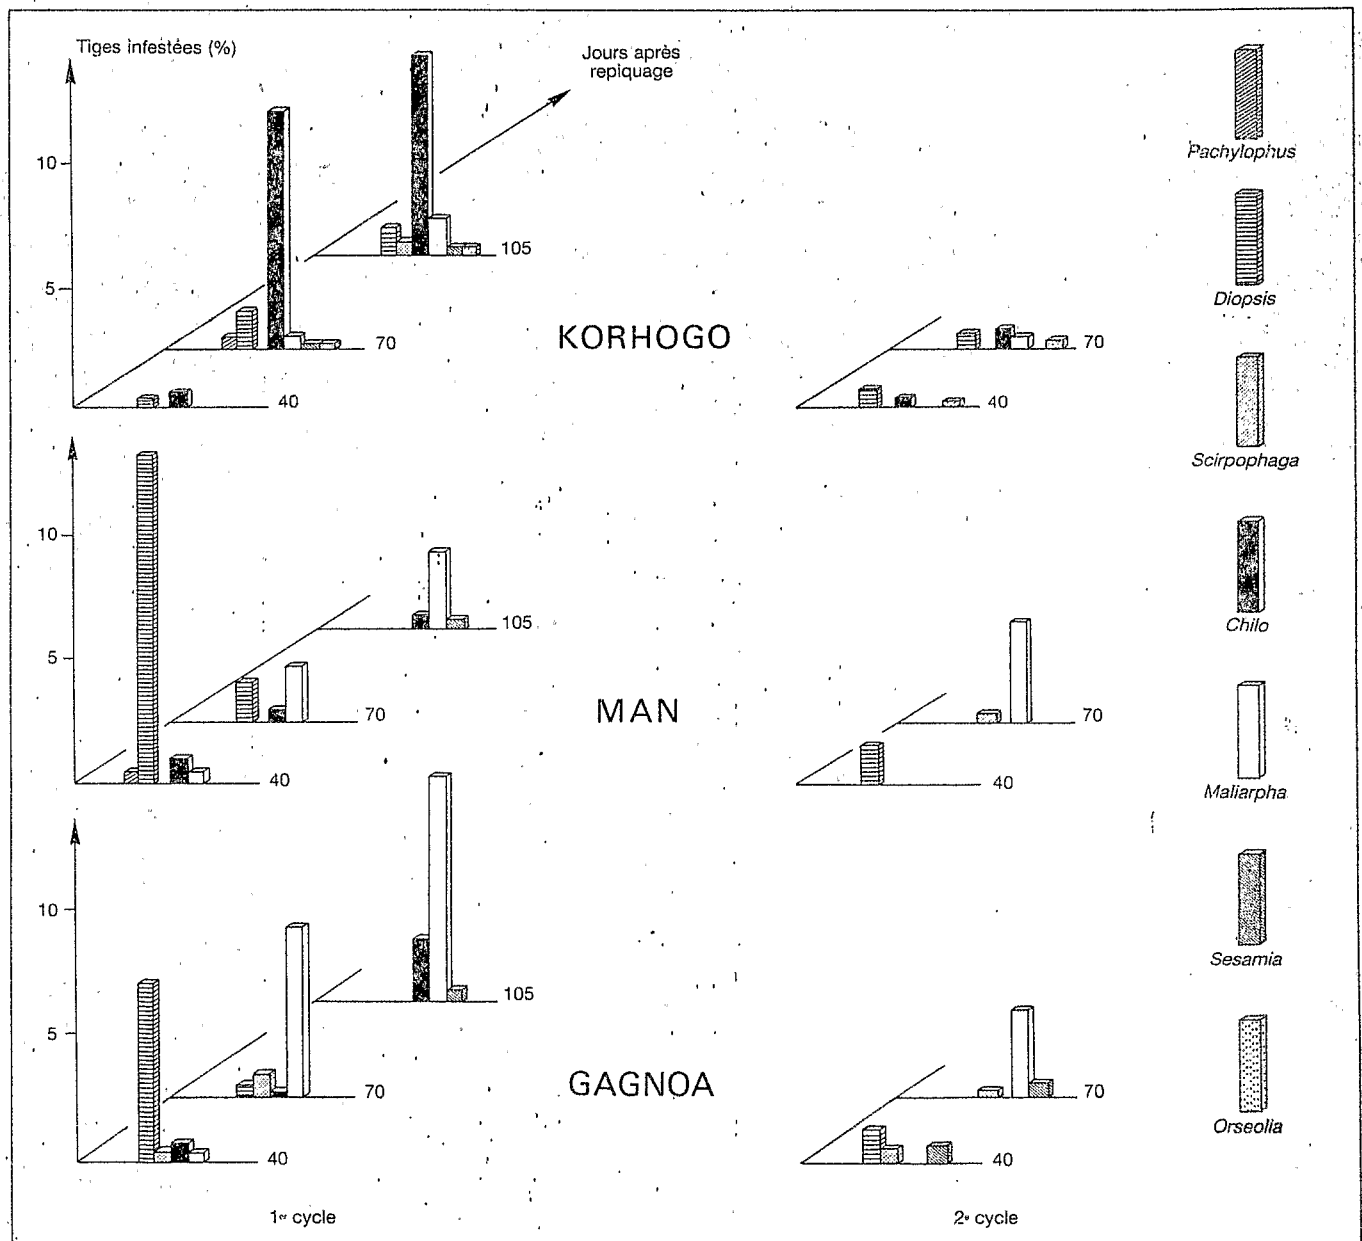 Tiges infestées (%)
Jours après
repiquage
10
5
105
70
40
KORHOGO
70
40
10
5
105
70
40
MAN
70
40
10
5
105
70
40
GAGNOA
70
40
1er cycle
2e cycle
Pachylophus
Diopsis
Scirpophaga
Chilo
Maliarpha
Sesamia
Orseolia